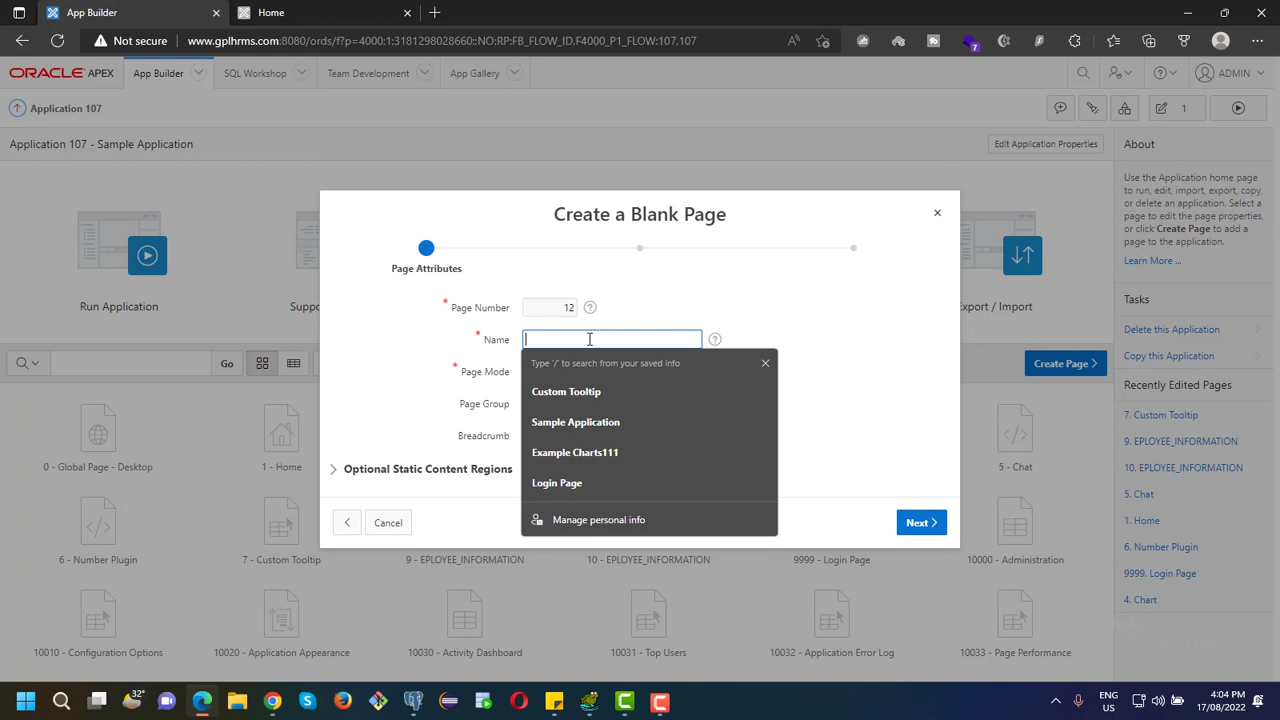 App Builder
Home
Not secure
www.gplhrms.com:8080/ords/f?p=4000:1:3181298028660::NO:RP:FB_FLOW_ID,F4000_P1_FLOW:107,107
7
ORACLE APEX
App Builder
SQL Workshop
Team Development
App Gallery
ADMIN
Application 107
1
Application 107 - Sample Application
Edit Application Properties
About
Use the Application home page
to run, edit, import, export, copy,
or delete an application. Select a
page to edit the page properties,
or click Create Page to add a
page to the application.
Learn More ...
Run Application
Suppo
Export / Import
Create a Blank Page
Page Attributes
* Page Number
12
* Name
* Page Mode
Page Group
Breadcrumb
Optional Static Content Regions
Type '/' to search from your saved info
Custom Tooltip
Sample Application
Example Charts111
Login Page
Manage personal info
Cancel
Next
Tasks
Delete this Application
Copy this Application
Go
Create Page
Recently Edited Pages
7. Custom Tooltip
9. EPLOYEE_INFORMATION
10. EPLOYEE_INFORMATION
5. Chat
1. Home
6. Number Plugin
9999. Login Page
4. Chart
0 - Global Page - Desktop
1 - Home
5 - Chat
6 - Number Plugin
7 - Custom Tooltip
9 - EPLOYEE_INFORMATION
10 - EPLOYEE_INFORMATION
9999 - Login Page
10000 - Administration
10010 - Configuration Options
10020 - Application Appearance
10030 - Activity Dashboard
10031 - Top Users
10032 - Application Error Log
10033 - Page Performance
32°
ENG
US
4:04 PM
17/08/2022